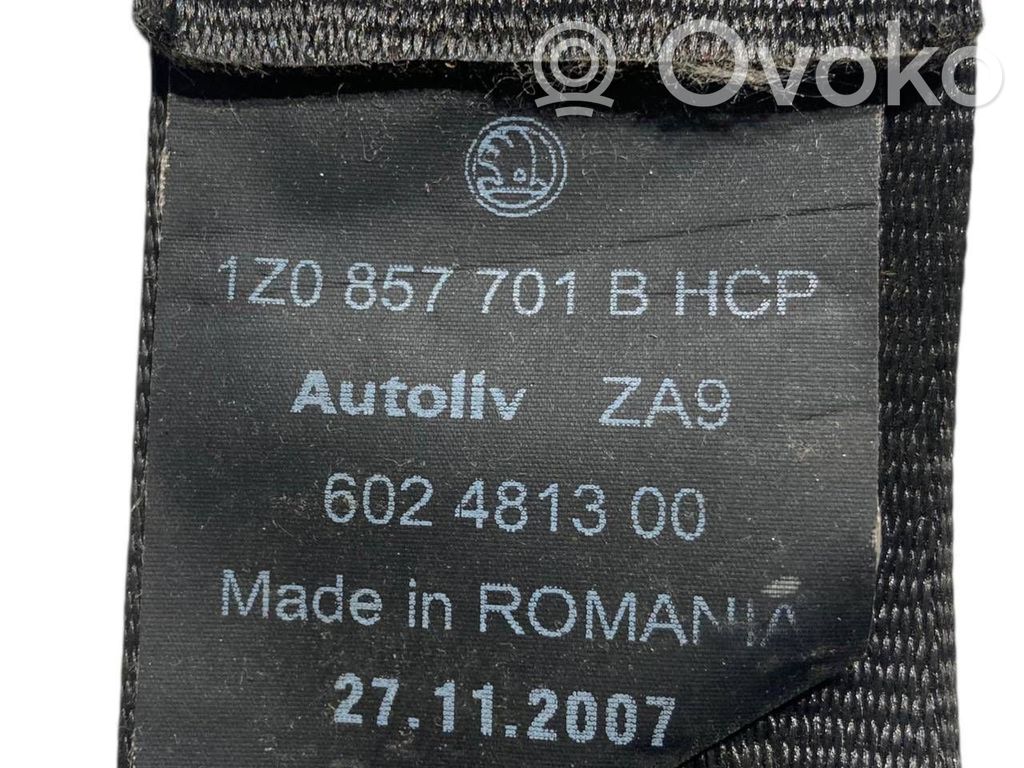 Ovoko
1Z0 857 701 B HCP
Autoliv ZA9
602 4813 00
Made in ROMANIA
27.11.2007